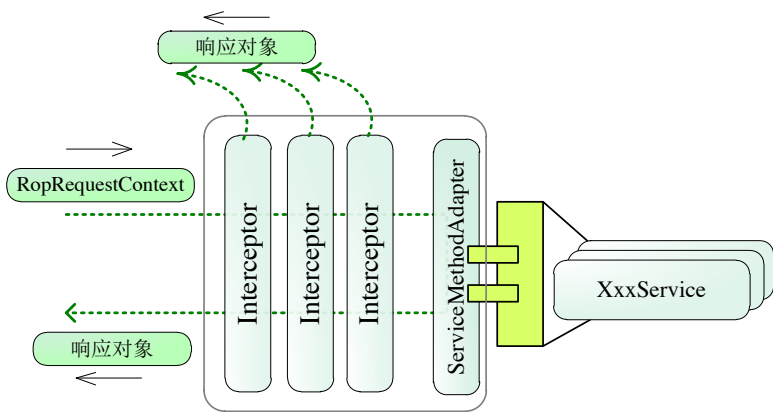 响应对象
RopRequestContext
Interceptor
Interceptor
Interceptor
ServiceMethodAdapter
XxxService
响应对象